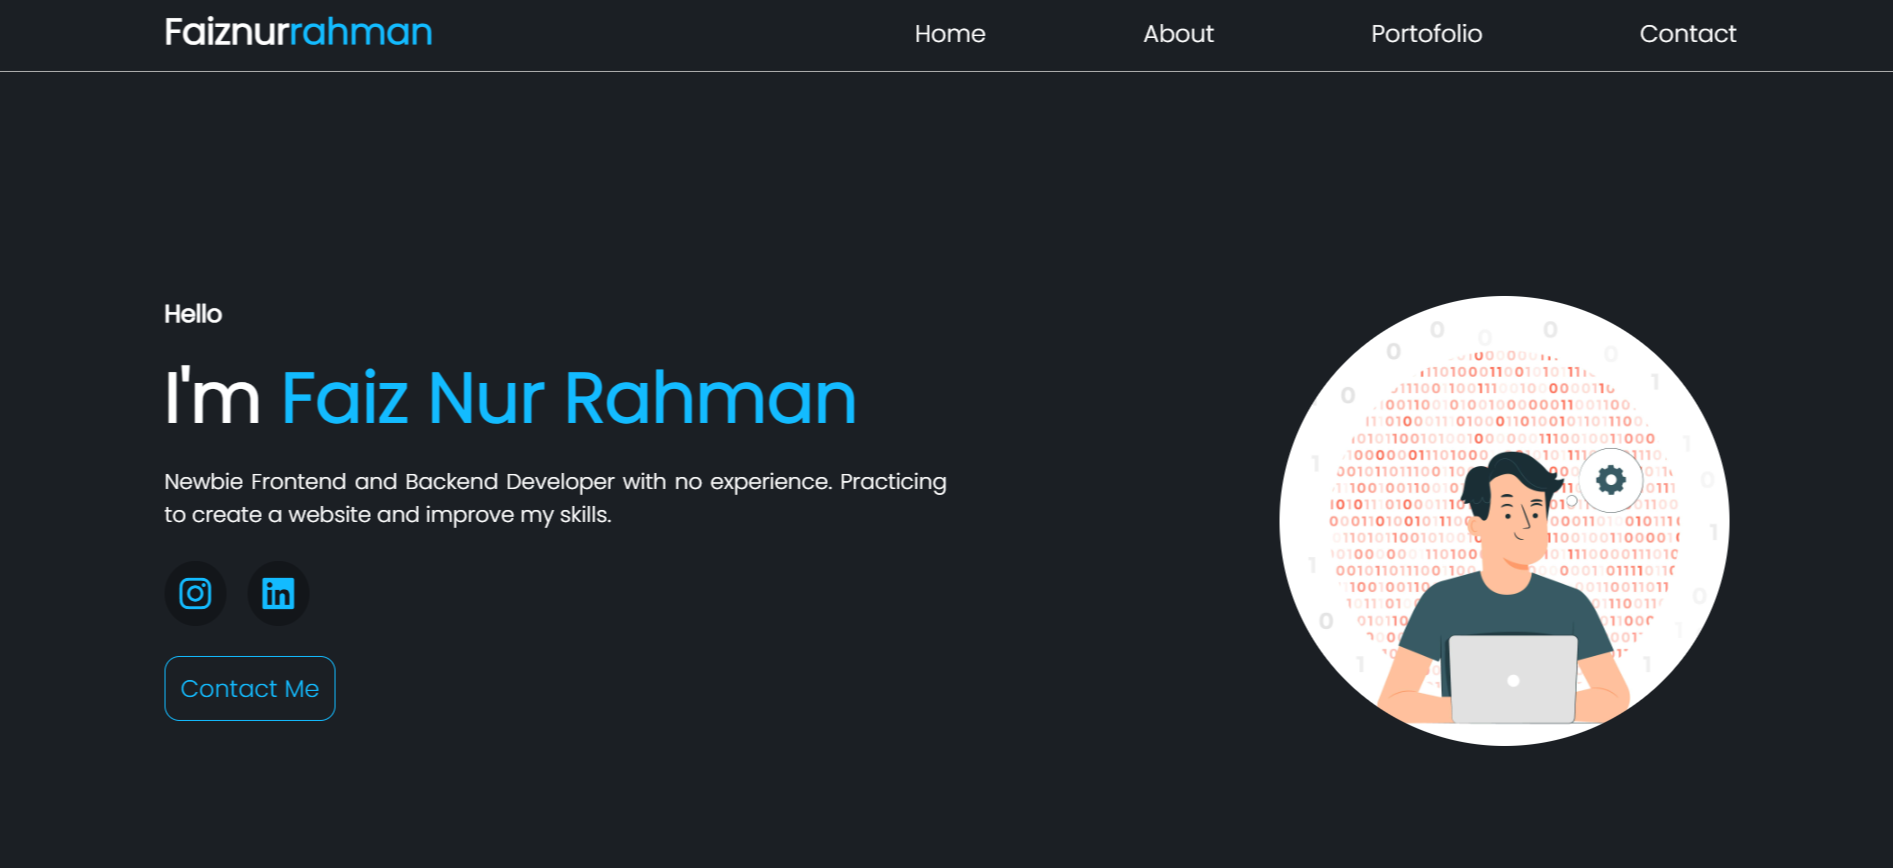 Faiznurrahman
Home
About
Portofolio
Contact
Hello
I'm Faiz Nur Rahman
Newbie Frontend and Backend Developer with no experience. Practicing
to create a website and improve my skills.
in
Contact Me